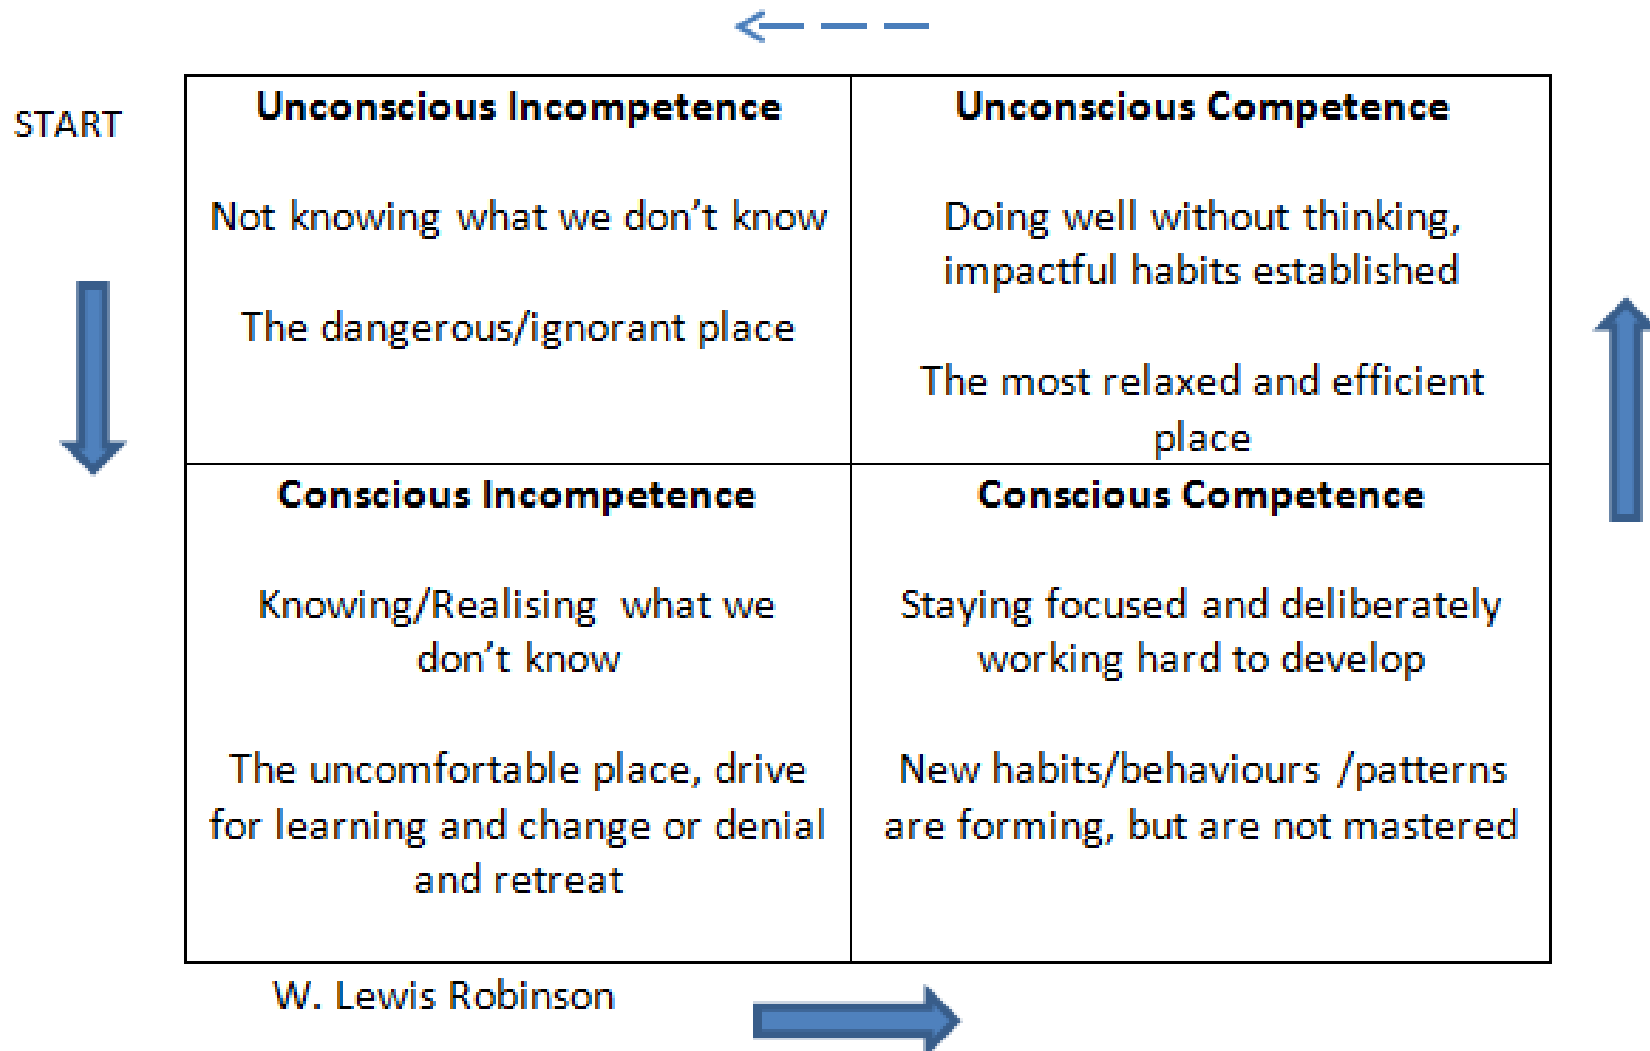 START
Unconscious Incompetence
Not knowing what we don’t know
The dangerous/ignorant place
Unconscious Competence
Doing well without thinking,
impactful habits established
The most relaxed and efficient
place
Conscious Incompetence
Knowing/Realising what we
don’t know
The uncomfortable place, drive
for learning and change or denial
and retreat
Conscious Competence
Staying focused and deliberately
working hard to develop
New habits/behaviours /patterns
are forming, but are not mastered
W. Lewis Robinson